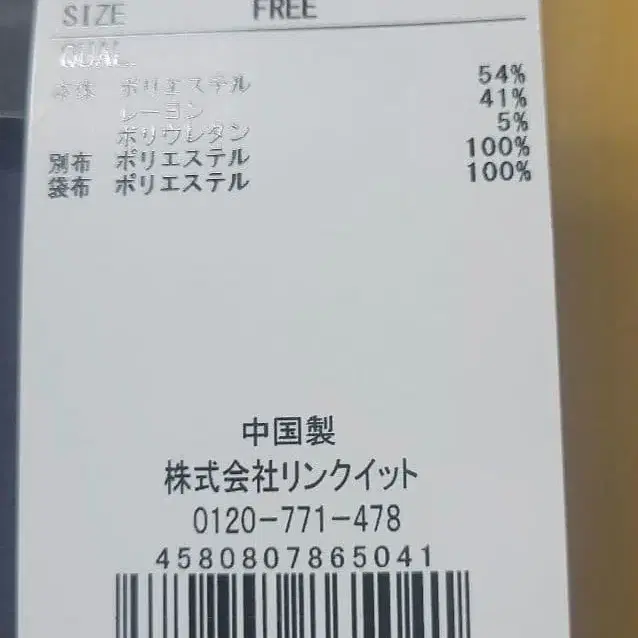 SIZE FREE
QUAL.
本体 ポリエステル 54%
レーヨン 41%
ポリウレタン 5%
別布 ポリエステル 100%
袋布 ポリエステル 100%
中国製
株式会社リンクイット
0120-771-478
4580807865041